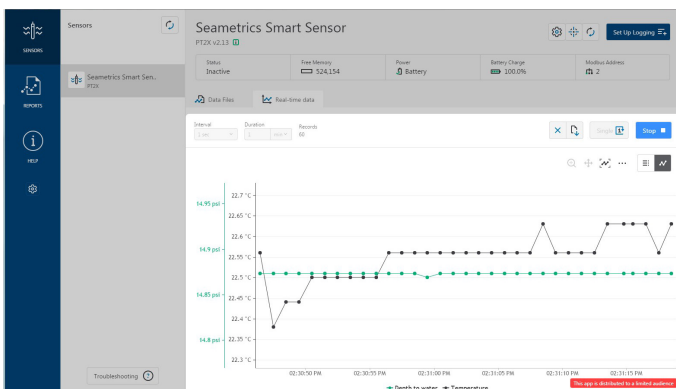 Sensors
Seametrics Smart Sensor
PT2X v2.13
Set Up Logging
SENSORS
Status
Inactive
Free Memory
524,154
Power
Battery
Battery Charge
100.0%
Modbus Address
2
Seametrics Smart Sen..
PT2X
REPORTS
Data Files
Real-time data
Interval
1 sec
Duration
1
min
Records
60
Single
Stop
HELP
14.95 psi
14.9 psi
14.85 psi
14.8 psi
22.7 °C
22.65 °C
22.6 °C
22.55 °C
22.5 °C
22.45 °C
22.4 °C
22.35 °C
22.3 °C
02:30:50 PM
02:30:55 PM
02:31:00 PM
02:31:05 PM
02:31:10 PM
02:31:15 PM
Depth to water
Temperature
Troubleshooting
This app is distributed to a limited audience